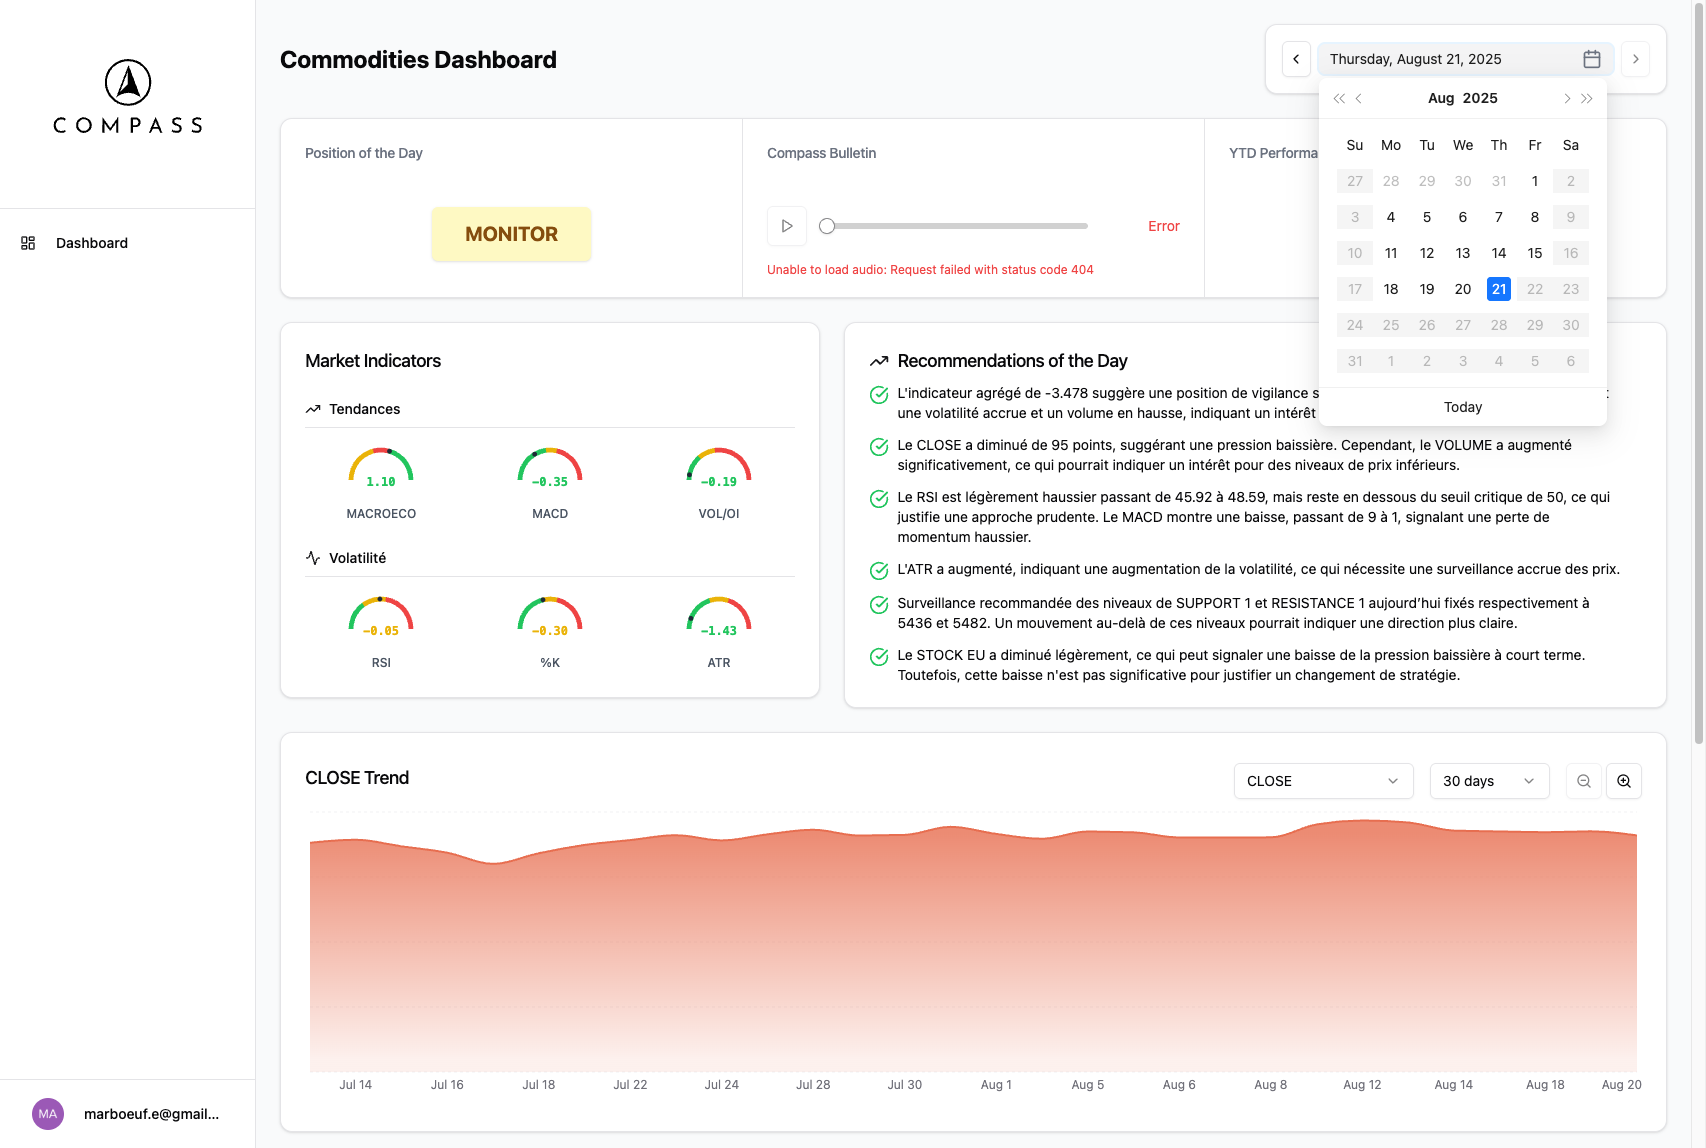 COMPASS
Dashboard
MA
marboeuf.e@gmail...
Commodities Dashboard
Thursday, August 21, 2025
Aug 2025
Su Mo Tu We Th Fr Sa
27 28 29 30 31 1 2
3 4 5 6 7 8 9
10 11 12 13 14 15 16
17 18 19 20 21 22 23
24 25 26 27 28 29 30
31 1 2 3 4 5 6
Today
Position of the Day
MONITOR
Compass Bulletin
Error
Unable to load audio: Request failed with status code 404
YTD Performa
Market Indicators
Tendances
1.10
-0.35
-0.19
MACROECO
MACD
VOL/OI
Volatilité
-0.05
-0.30
-1.43
RSI
%K
ATR
Recommendations of the Day
L'indicateur agrégé de -3.478 suggère une position de vigilance
une volatilité accrue et un volume en hausse, indiquant un intérêt
Le CLOSE a diminué de 95 points, suggérant une pression baissière. Cependant, le VOLUME a augmenté
significativement, ce qui pourrait indiquer un intérêt pour des niveaux de prix inférieurs.
Le RSI est légèrement haussier passant de 45.92 à 48.59, mais reste en dessous du seuil critique de 50, ce qui
justifie une approche prudente. Le MACD montre une baisse, passant de 9 à 1, signalant une perte de
momentum haussier.
L'ATR a augmenté, indiquant une augmentation de la volatilité, ce qui nécessite une surveillance accrue des prix.
Surveillance recommandée des niveaux de SUPPORT 1 et RESISTANCE 1 aujourd’hui fixés respectivement à
5436 et 5482. Un mouvement au-delà de ces niveaux pourrait indiquer une direction plus claire.
Le STOCK EU a diminué légèrement, ce qui peut signaler une baisse de la pression baissière à court terme.
Toutefois, cette baisse n'est pas significative pour justifier un changement de stratégie.
CLOSE Trend
CLOSE
30 days
Jul 14 Jul 16 Jul 18 Jul 22 Jul 24 Jul 28 Jul 30 Aug 1 Aug 5 Aug 6 Aug 8 Aug 12 Aug 14 Aug 18 Aug 20